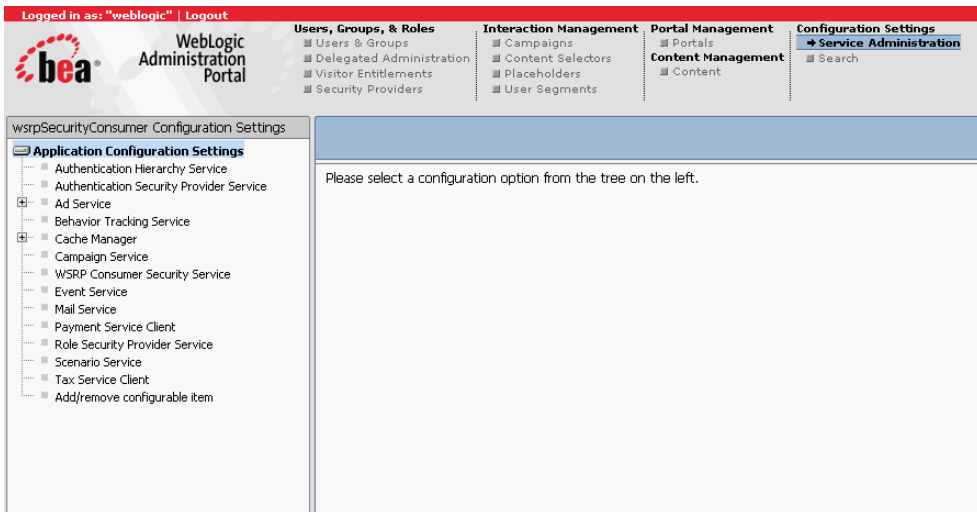 Logged in as: "weblogic" | Logout
bea
WebLogic
Administration
Portal
Users, Groups, & Roles
Users & Groups
Delegated Administration
Visitor Entitlements
Security Providers
Interaction Management
Campaigns
Content Selectors
Placeholders
User Segments
Portal Management
Portals
Content Management
Content
Configuration Settings
Service Administration
Search
wsrpSecurityConsumer Configuration Settings
Application Configuration Settings
Authentication Hierarchy Service
Authentication Security Provider Service
Ad Service
Behavior Tracking Service
Cache Manager
Campaign Service
WSRP Consumer Security Service
Event Service
Mail Service
Payment Service Client
Role Security Provider Service
Scenario Service
Tax Service Client
Add/remove configurable item
Please select a configuration option from the tree on the left.